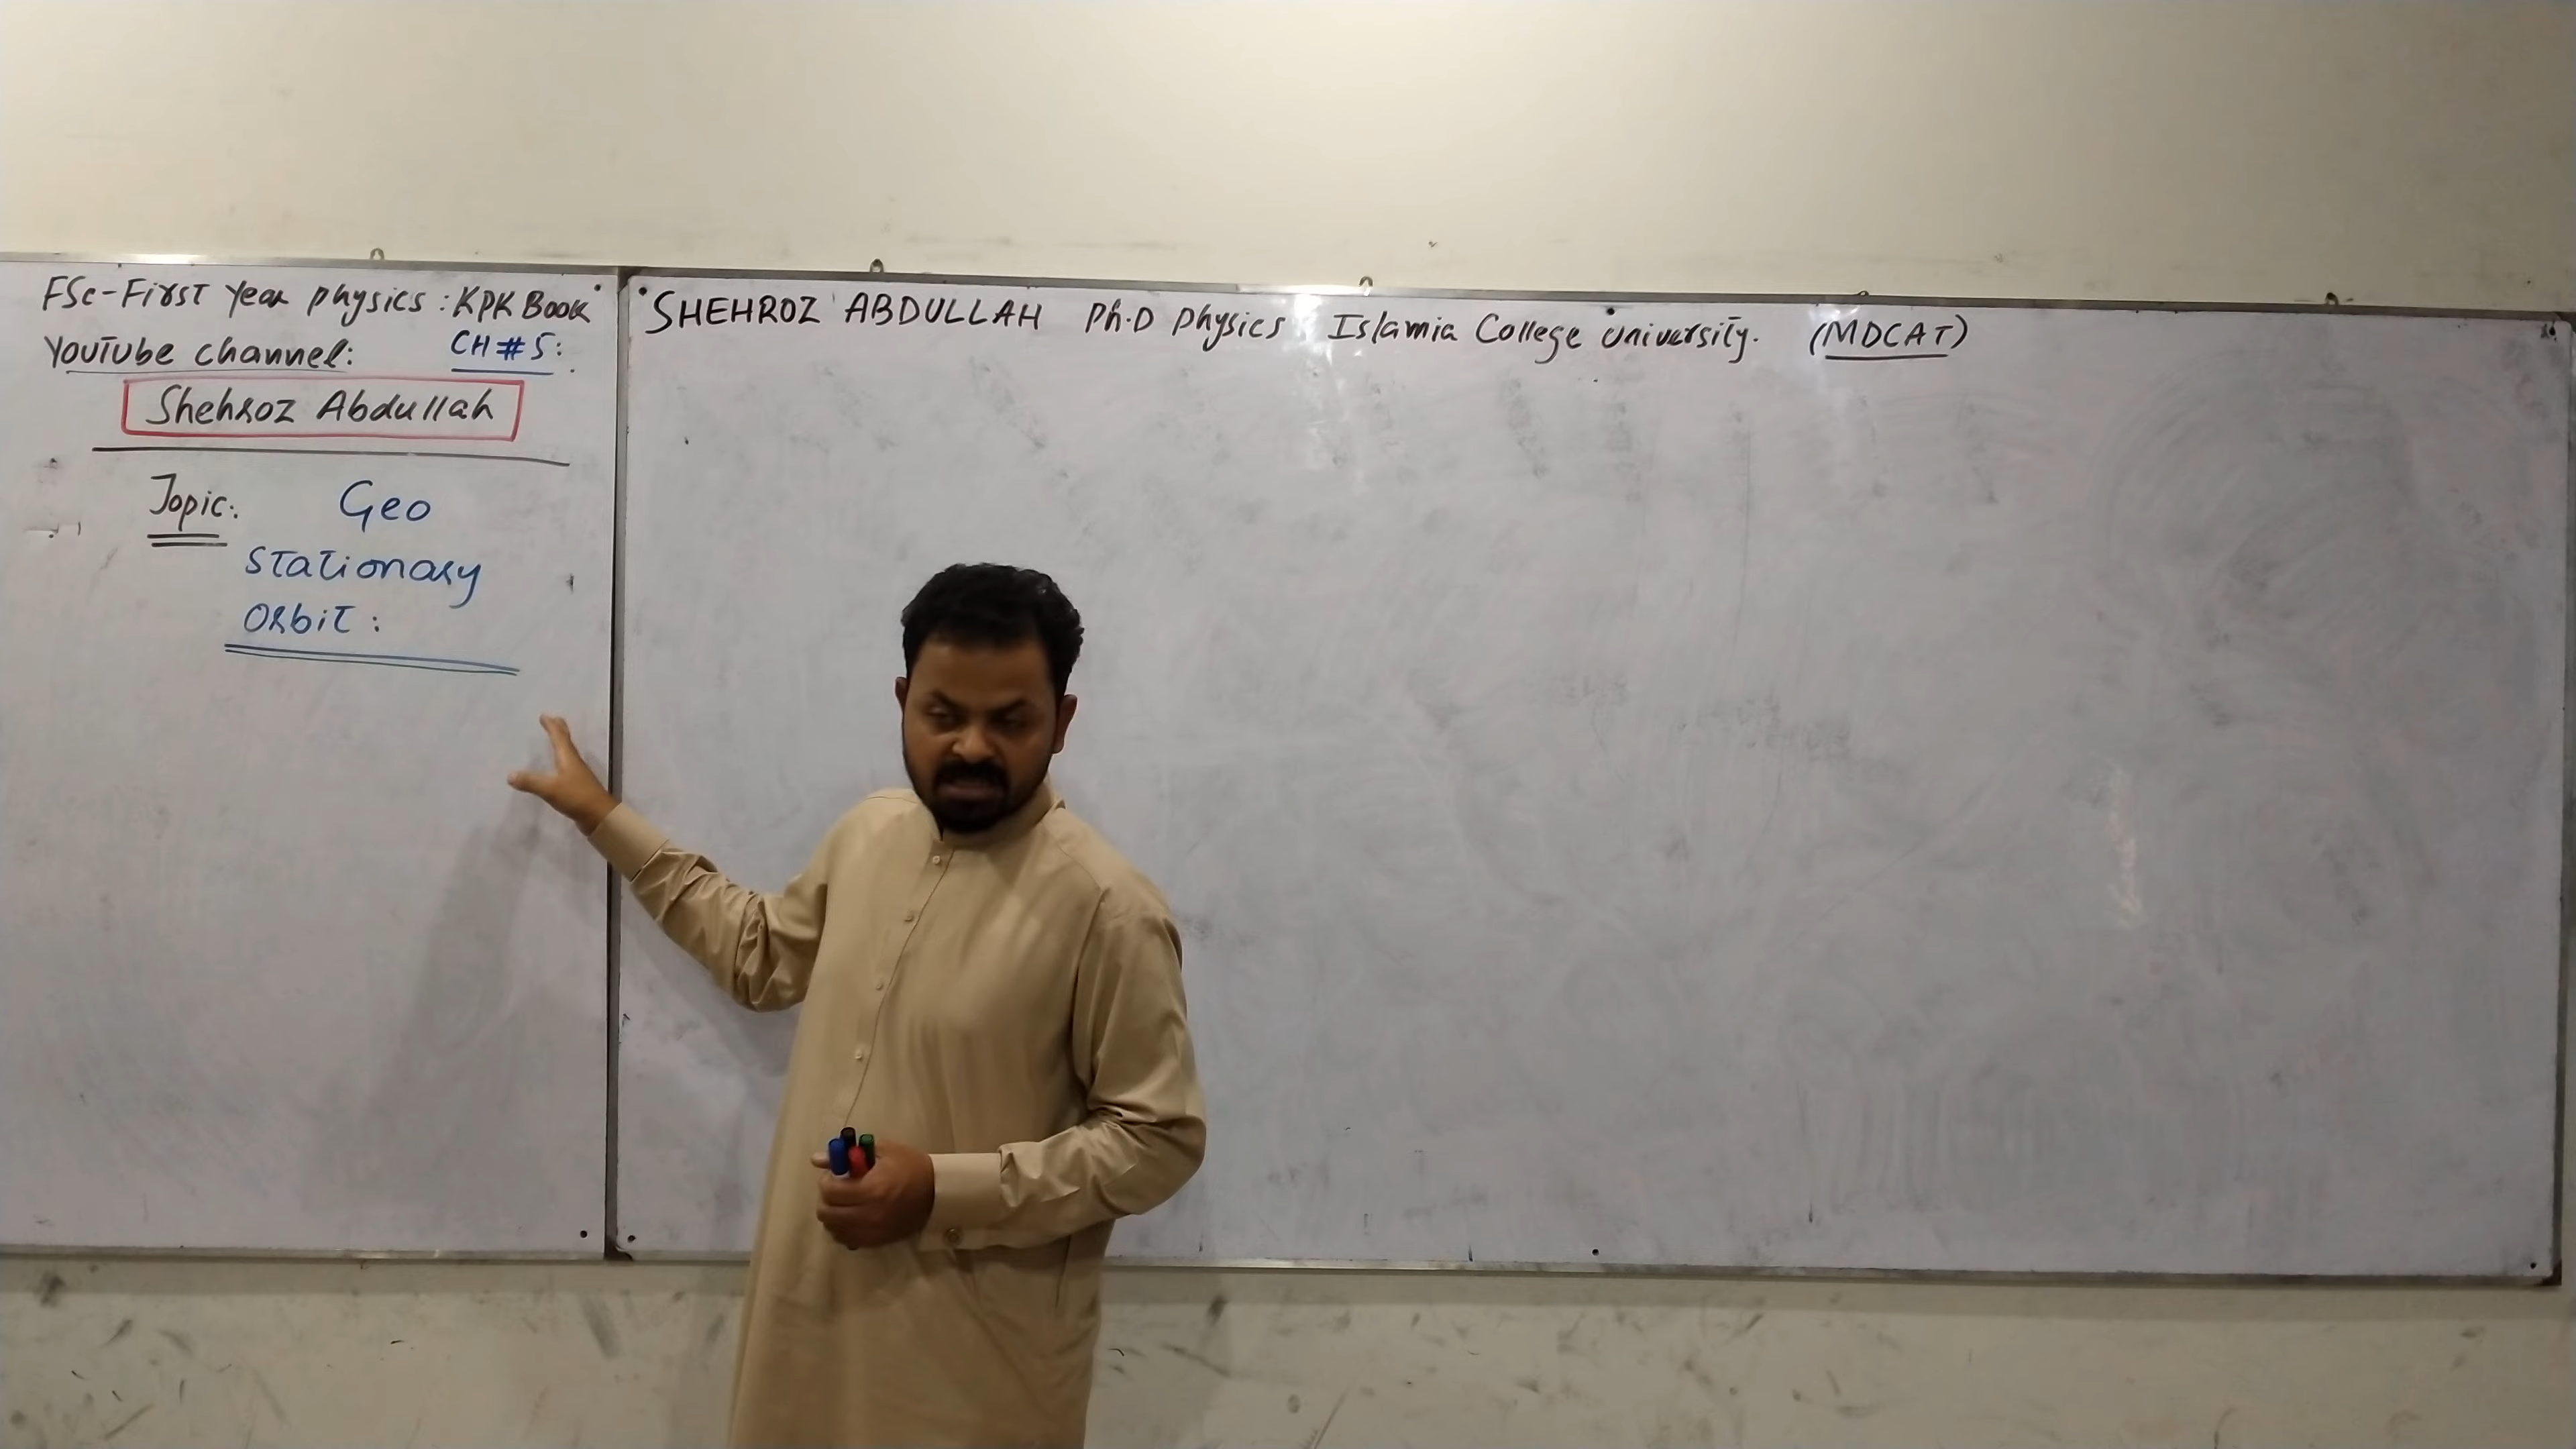 FSc-First Year Physics : KPK Book
YouTube channel: CH # 5:
Shehroz Abdullah
Topic: Geo
Stationary
Orbit :
SHEHROZ ABDULLAH Ph.D Physics Islamia College University. (MDCAT)